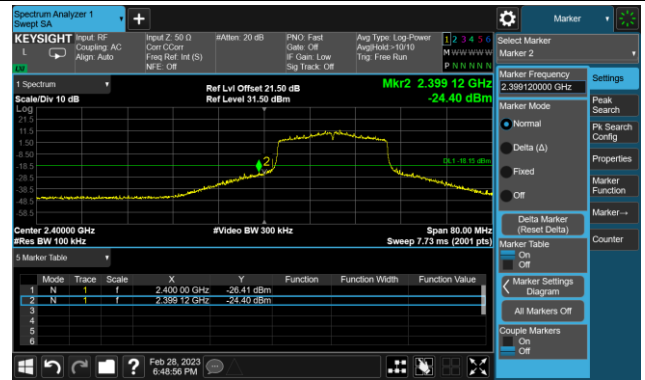 Spectrum Analyzer 1
Swept SA
+
Marker
KEYSIGHT
L
LNI
Input: RF
Coupling: AC
Align: Auto
Input Z: 50 Ω
Corr CCorr
Freq Ref: Int (S)
NFE: Off
#Atten: 20 dB
PNO: Fast
Gate: Off
IF Gain: Low
Sig Track: Off
Avg Type: Log-Power
Avg|Hold:>10/10
Trig: Free Run
1 2 3 4 5 6
M W W W W W
P N N N N N
Select Marker
Marker 2
1 Spectrum
Scale/Div 10 dB
Log
Ref Lvl Offset 21.50 dB
Ref Level 31.50 dBm
Mkr2 2.399 12 GHz
-24.40 dBm
21.5
11.5
1.50
-8.50
-18.5
-28.5
-38.5
-48.5
-58.5
2
DL1 -18.15 dBm
Center 2.40000 GHz
#Res BW 100 kHz
#Video BW 300 kHz
Span 80.00 MHz
Sweep 7.73 ms (2001 pts)
5 Marker Table
Mode Trace Scale X Y Function Function Width Function Value
1 N 1 f 2.400 00 GHz -26.41 dBm
2 N 1 f 2.399 12 GHz -24.40 dBm
3
4
5
6
Marker Frequency
2.399120000 GHz
Marker Mode
Normal
Delta (Δ)
Fixed
Off
Delta Marker
(Reset Delta)
Marker Table
On
Off
Marker Settings
Diagram
All Markers Off
Couple Markers
On
Off
Settings
Peak
Search
Pk Search
Config
Properties
Marker
Function
Marker→
Counter
?
Feb 28, 2023
6:48:56 PM